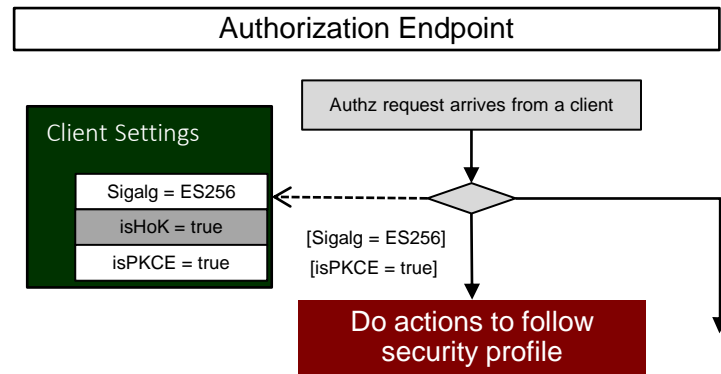 Authorization Endpoint
Authz request arrives from a client
Client Settings
Sigalg = ES256
isHoK = true
isPKCE = true
[Sigalg = ES256]
[isPKCE = true]
Do actions to follow
security profile